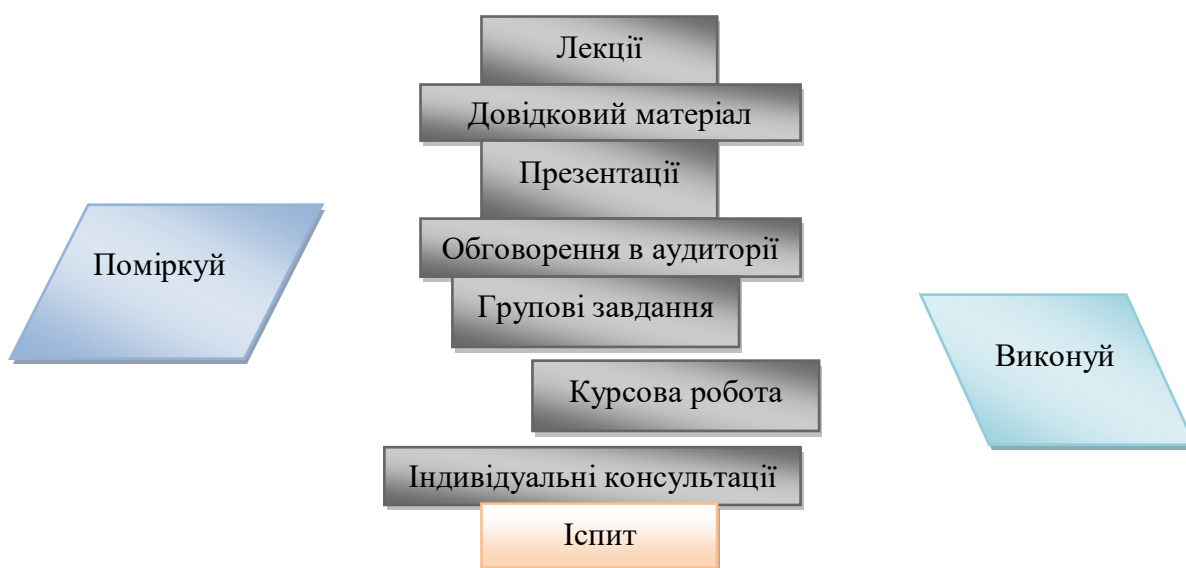 Лекції
Довідковий матеріал
Презентації
Поміркуй
Обговорення в аудиторії
Групові завдання
Виконуй
Курсова робота
Індивідуальні консультації
Іспит